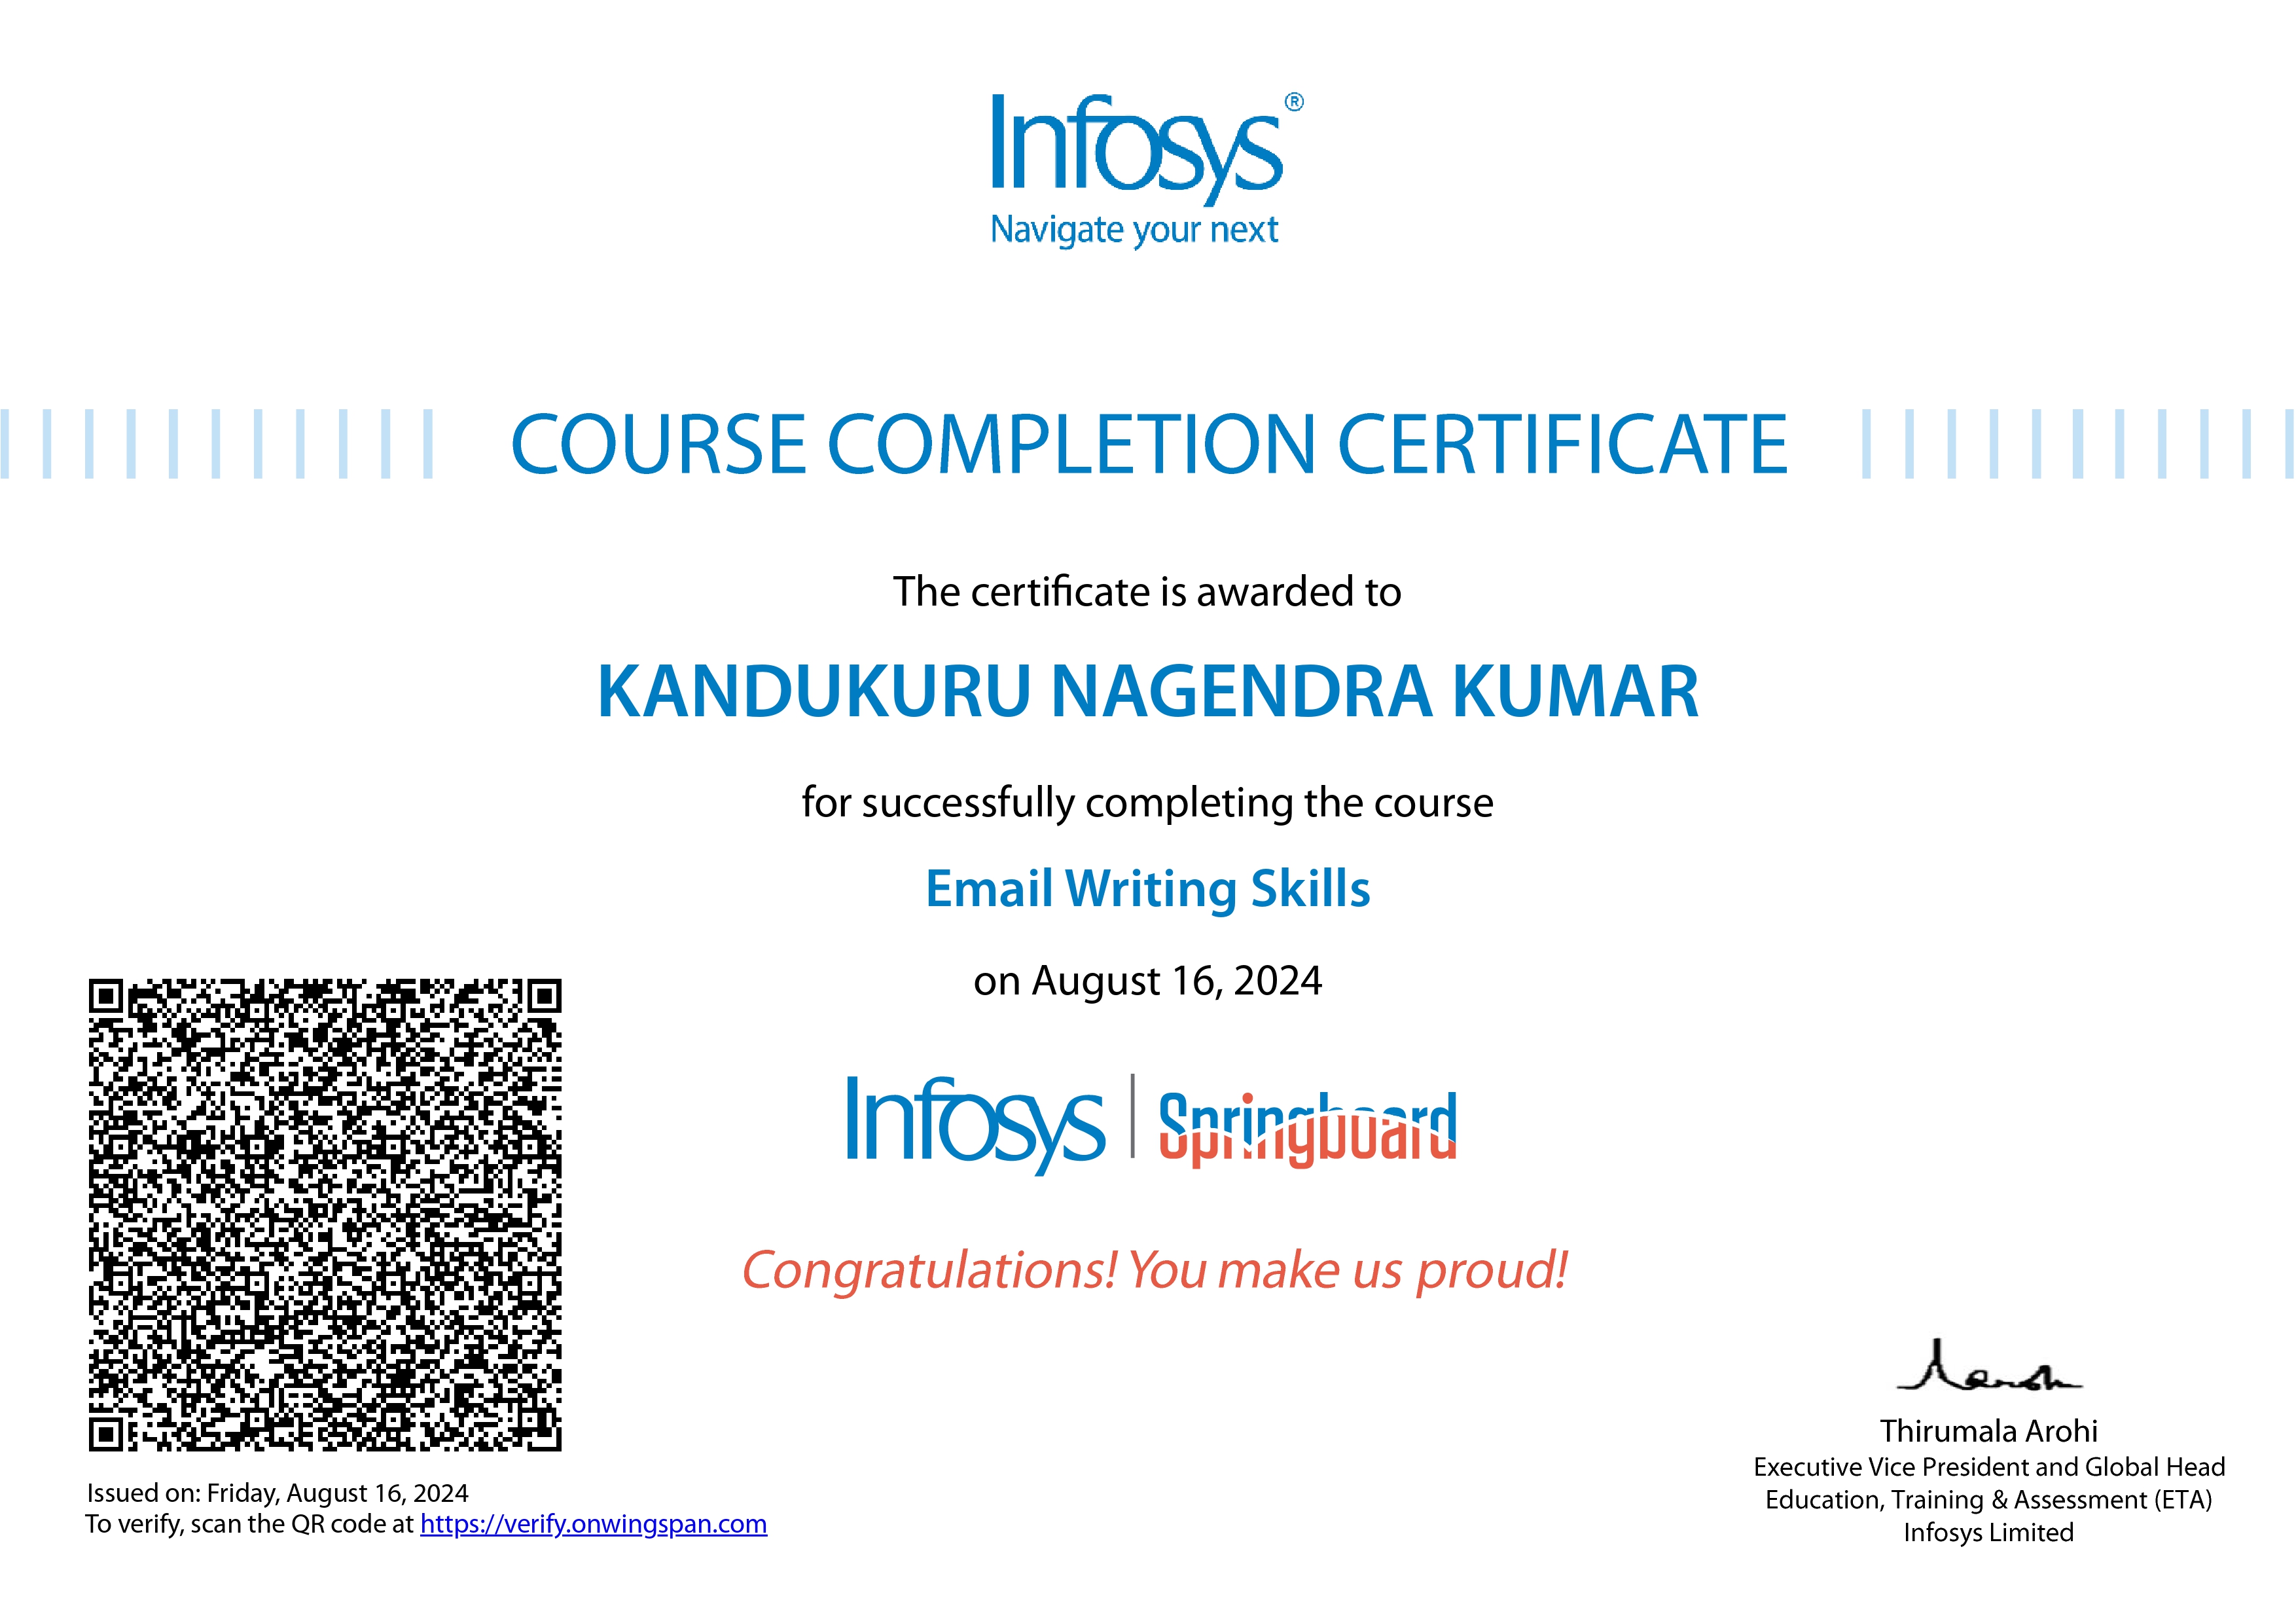 Infosys®
Navigate your next
COURSE COMPLETION CERTIFICATE
The certificate is awarded to
KANDUKURU NAGENDRA KUMAR
for successfully completing the course
Email Writing Skills
on August 16, 2024
Infosys | Springboard
Congratulations! You make us proud!
Issued on: Friday, August 16, 2024
To verify, scan the QR code at https://verify.onwingspan.com
Thirumala Arohi
Executive Vice President and Global Head
Education, Training & Assessment (ETA)
Infosys Limited